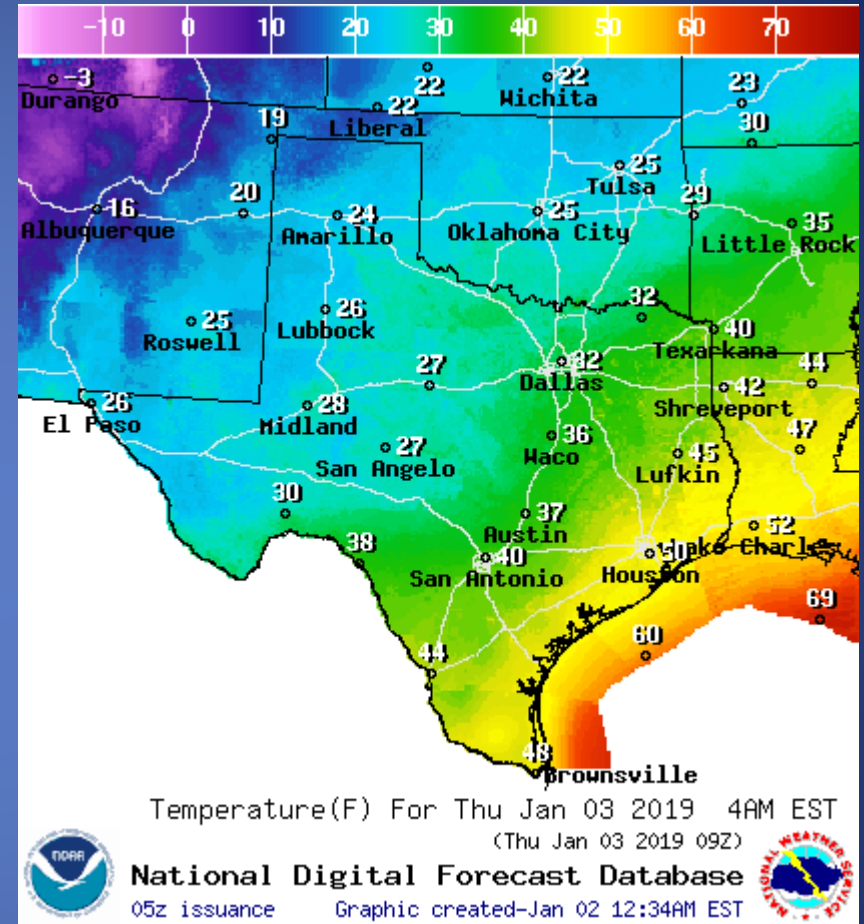 -10 0 10 20 30 40 50 60 70
-3
Durango
22
22
Wichita
22
Liberal
23
19
30
25
Tulsa
16
Albuquerque
20
24
Amarillo
25
Oklahoma City
29
35
Little Rock
25
Roswell
26
Lubbock
32
40
Texarkana
32
Dallas
27
44
42
Shreveport
26
El Paso
28
Midland
36
Waco
27
San Angelo
45
Lufkin
47
30
37
Austin
52
Lake Charles
38
40
San Antonio
50
Houston
69
60
44
48
Brownsville
Temperature(F) For Thu Jan 03 2019 4AM EST
(Thu Jan 03 2019 09Z)
National Digital Forecast Database
05z issuance Graphic created-Jan 02 12:34AM EST
NOAA
NATIONAL WEATHER SERVICE